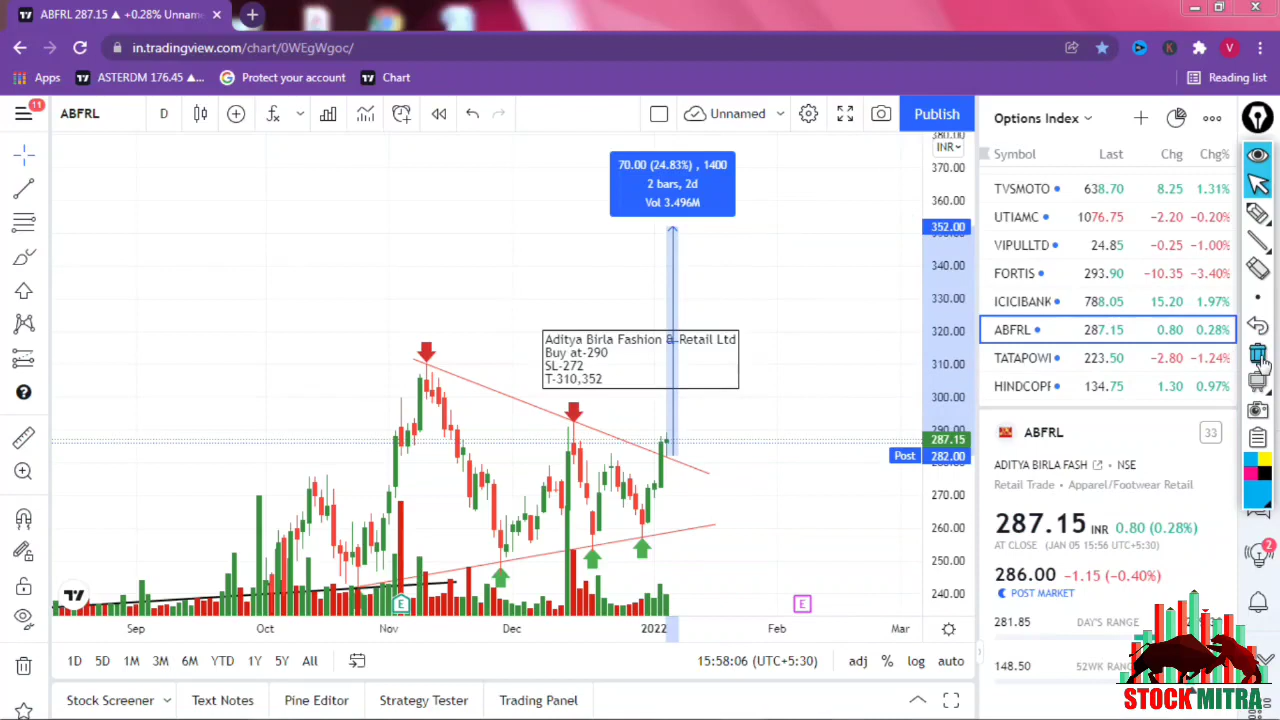 ABFRL 287.15 ▲ +0.28% Unnam
in.tradingview.com/chart/0WEgWgoc/
K
V
Apps
ASTERDM 176.45 ▲...
Protect your account
Chart
Reading list
11
ABFRL
D
Unnamed
Publish
Options Index
Symbol Last Chg Chg%
TVSMOTO 638.70 8.25 1.31%
UTIAMC 1076.75 -2.20 -0.20%
VIPULLTD 24.85 -0.25 -1.00%
FORTIS 293.90 -10.35 -3.40%
ICICIBANK 788.05 15.20 1.97%
ABFRL 287.15 0.80 0.28%
TATAPOWI 223.50 -2.80 -1.24%
HINDCOPF 134.75 1.30 0.97%
380.00
INR
370.00
360.00
352.00
340.00
330.00
320.00
310.00
300.00
290.00
287.15
Post 282.00
270.00
260.00
250.00
240.00
70.00 (24.83%) , 1400
2 bars, 2d
Vol 3.496M
Aditya Birla Fashion & Retail Ltd
Buy at-290
SL-272
T-310,352
E
E
Sep Oct Nov Dec 2022 Feb Mar
ABFRL
33
ADITYA BIRLA FASH • NSE
Retail Trade • Apparel/Footwear Retail
287.15 INR 0.80 (0.28%)
AT CLOSE (JAN 05 15:56 UTC+5:30)
286.00 -1.15 (-0.40%)
POST MARKET
281.85 DAY'S RANGE
148.50 52WK RANG
2
1D 5D 1M 3M 6M YTD 1Y 5Y All
15:58:06 (UTC+5:30)
adj % log auto
Stock Screener Text Notes Pine Editor Strategy Tester Trading Panel
STOCK MITRA